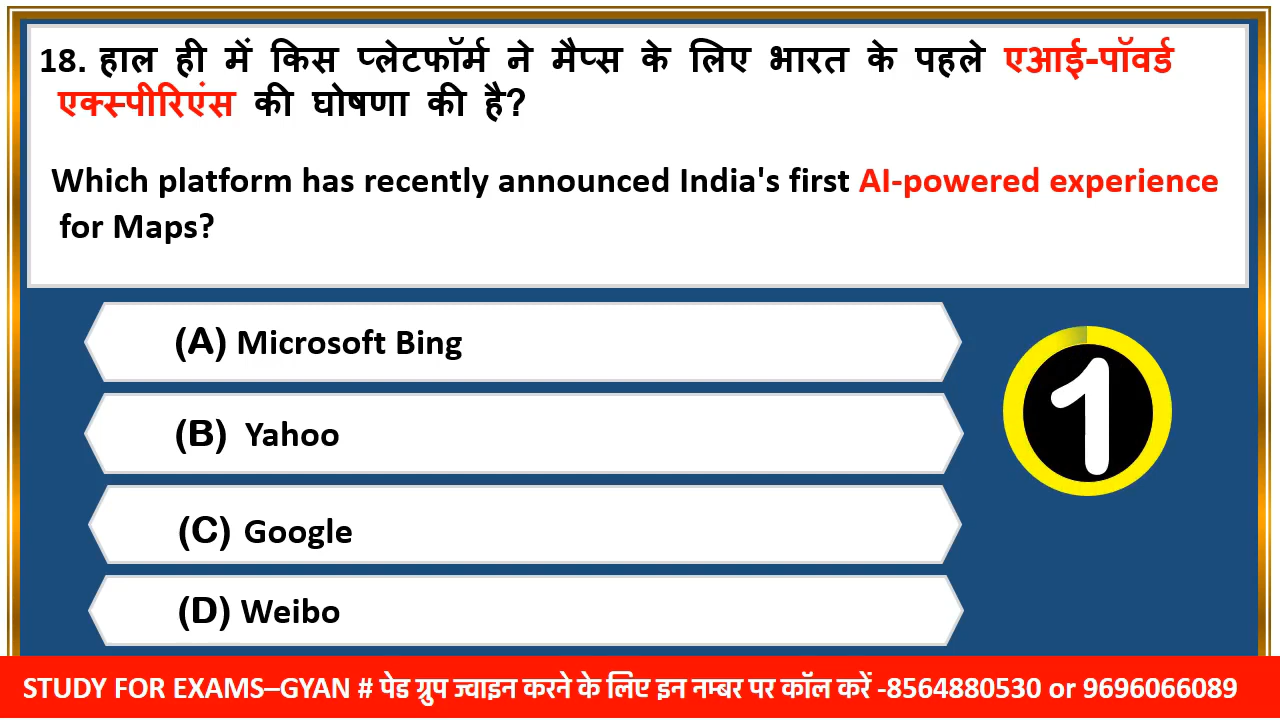 18. हाल ही में किस प्लेटफॉर्म ने मैप्स के लिए भारत के पहले एआई-पॉवर्ड
एक्स्पीरिएंस की घोषणा की है?
Which platform has recently announced India's first AI-powered experience
for Maps?
(A) Microsoft Bing
(B) Yahoo
(C) Google
(D) Weibo
1
STUDY FOR EXAMS–GYAN # पेड ग्रुप ज्वाइन करने के लिए इन नम्बर पर कॉल करें -8564880530 or 9696066089